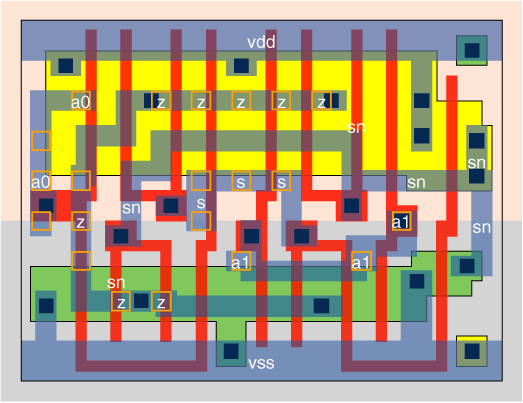 vdd
a0 z z z z z
sn
sn
a0 s s sn
sn sn
z a1
a1 a1
sn
z z
vss